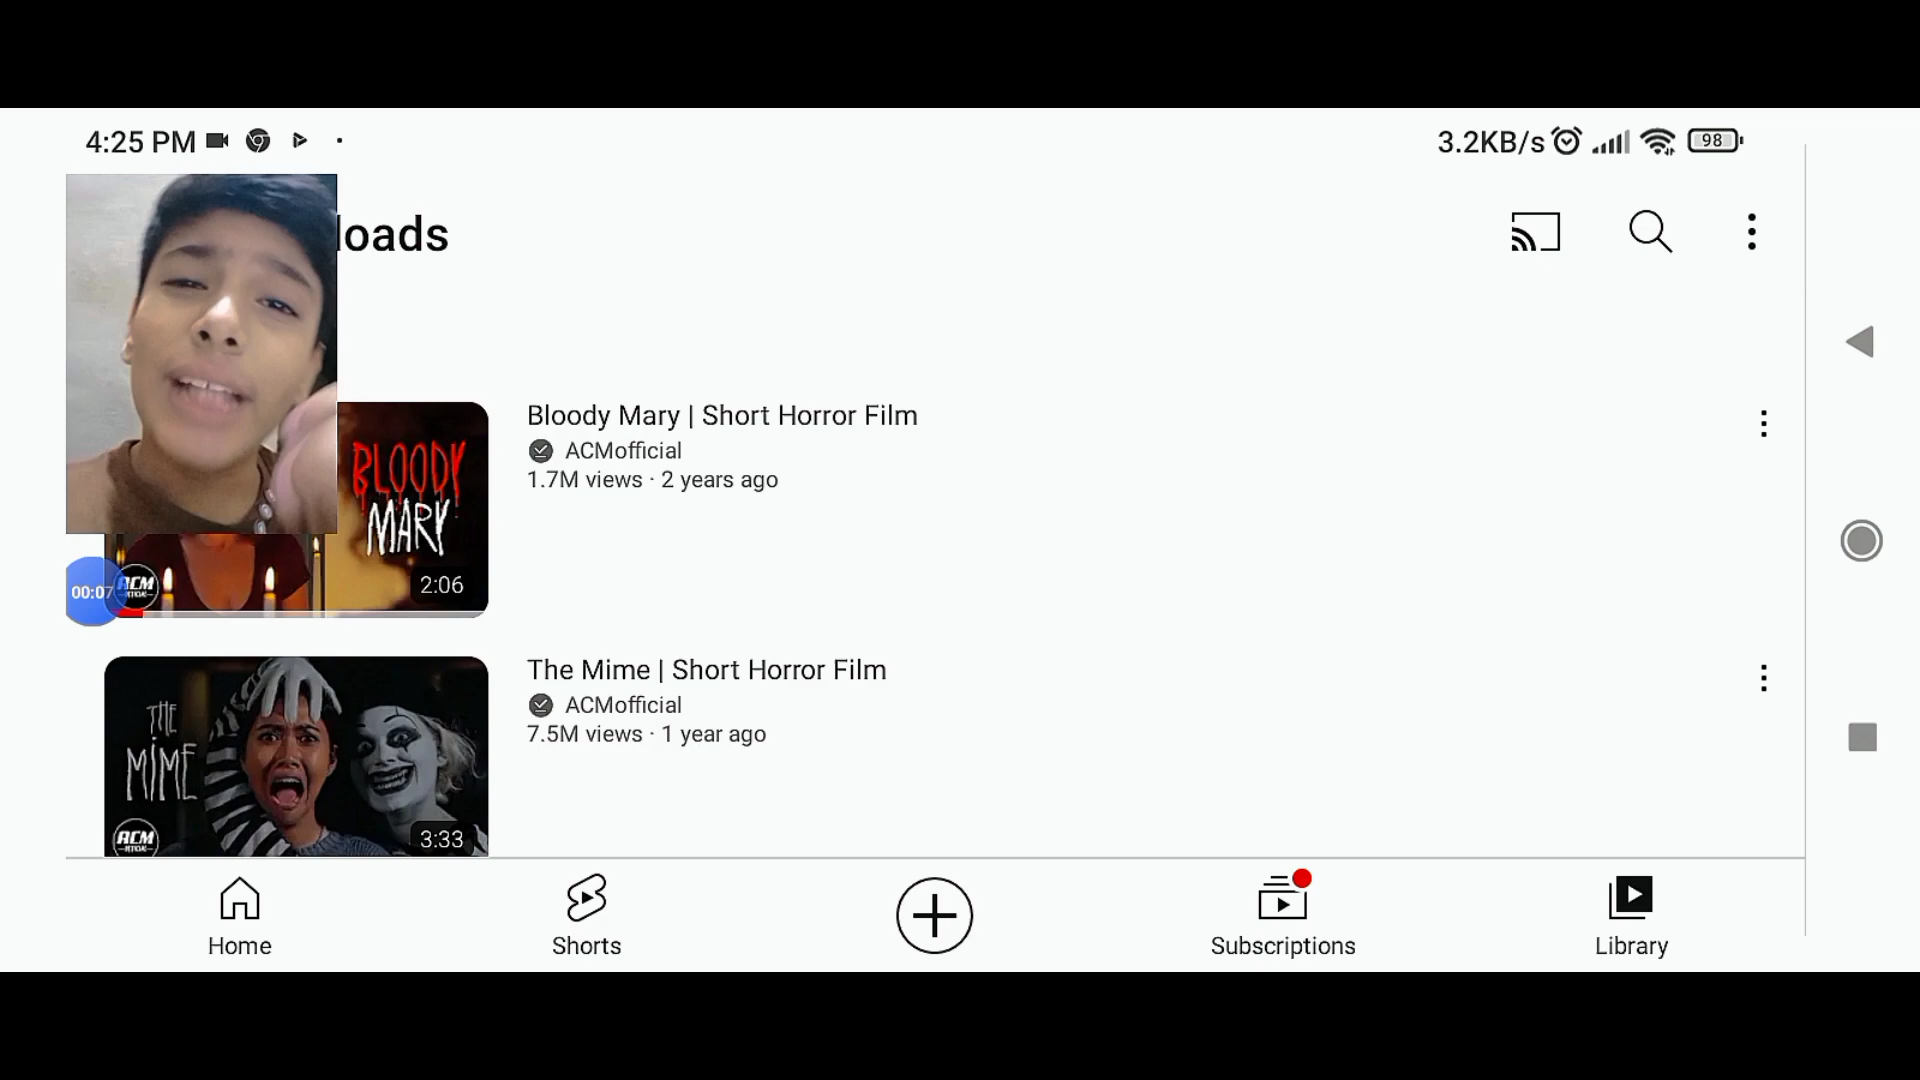 4:25 PM
3.2KB/s
98
loads
Bloody Mary | Short Horror Film
ACMofficial
1.7M views · 2 years ago
BLOODY
MARY
2:06
00:07
ACM
The Mime | Short Horror Film
ACMofficial
7.5M views · 1 year ago
THE
MIME
ACM
3:33
Home
Shorts
Subscriptions
Library